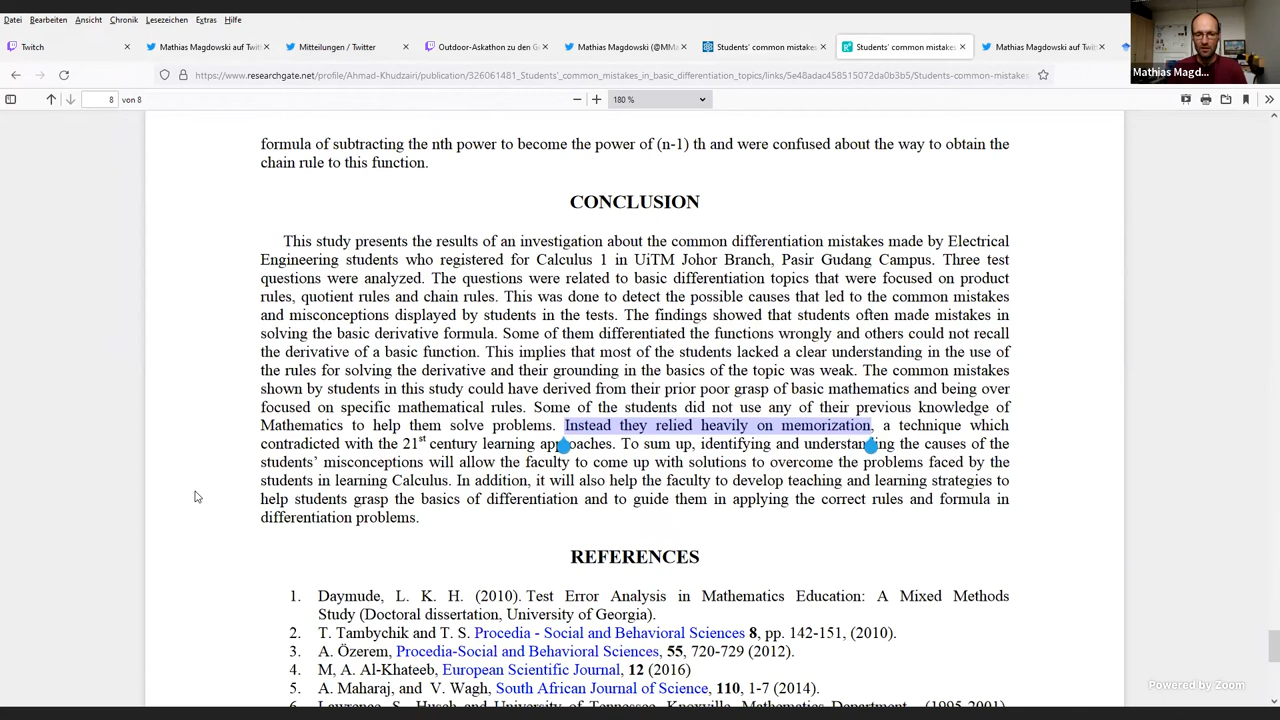 Datei Bearbeiten Ansicht Chronik Lesezeichen Extras Hilfe
Twitch
Mathias Magdowski auf Twit
Mitteilungen / Twitter
Outdoor-Askathon zu den G
Mathias Magdowski (@MMa
Students' common mistakes
Students' common mistakes
Mathias Magdowski auf Twit
https://www.researchgate.net/profile/Ahmad-Khudzairi/publication/326061481_Students'_common_mistakes_in_basic_differentiation_topics/links/5e48adac458515072da0b3b5/Students-common-mistakes-
Mathias Magd...
8 von 8
180 %
formula of subtracting the nth power to become the power of (n-1) th and were confused about the way to obtain the
chain rule to this function.
CONCLUSION
This study presents the results of an investigation about the common differentiation mistakes made by Electrical
Engineering students who registered for Calculus 1 in UiTM Johor Branch, Pasir Gudang Campus. Three test
questions were analyzed. The questions were related to basic differentiation topics that were focused on product
rules, quotient rules and chain rules. This was done to detect the possible causes that led to the common mistakes
and misconceptions displayed by students in the tests. The findings showed that students often made mistakes in
solving the basic derivative formula. Some of them differentiated the functions wrongly and others could not recall
the derivative of a basic function. This implies that most of the students lacked a clear understanding in the use of
the rules for solving the derivative and their grounding in the basics of the topic was weak. The common mistakes
shown by students in this study could have derived from their prior poor grasp of basic mathematics and being over
focused on specific mathematical rules. Some of the students did not use any of their previous knowledge of
Mathematics to help them solve problems. Instead they relied heavily on memorization, a technique which
contradicted with the 21st century learning approaches. To sum up, identifying and understanding the causes of the
students' misconceptions will allow the faculty to come up with solutions to overcome the problems faced by the
students in learning Calculus. In addition, it will also help the faculty to develop teaching and learning strategies to
help students grasp the basics of differentiation and to guide them in applying the correct rules and formula in
differentiation problems.
REFERENCES
1. Daymude, L. K. H. (2010). Test Error Analysis in Mathematics Education: A Mixed Methods
Study (Doctoral dissertation, University of Georgia).
2. T. Tambychik and T. S. Procedia - Social and Behavioral Sciences 8, pp. 142-151, (2010).
3. A. Özerem, Procedia-Social and Behavioral Sciences, 55, 720-729 (2012).
4. M, A. Al-Khateeb, European Scientific Journal, 12 (2016)
5. A. Maharaj, and V. Wagh, South African Journal of Science, 110, 1-7 (2014).
6. Lawrence, S. Husch and University of Tennessee, Knoxville, Mathematics Department, (1995-2001)
Powered by Zoom